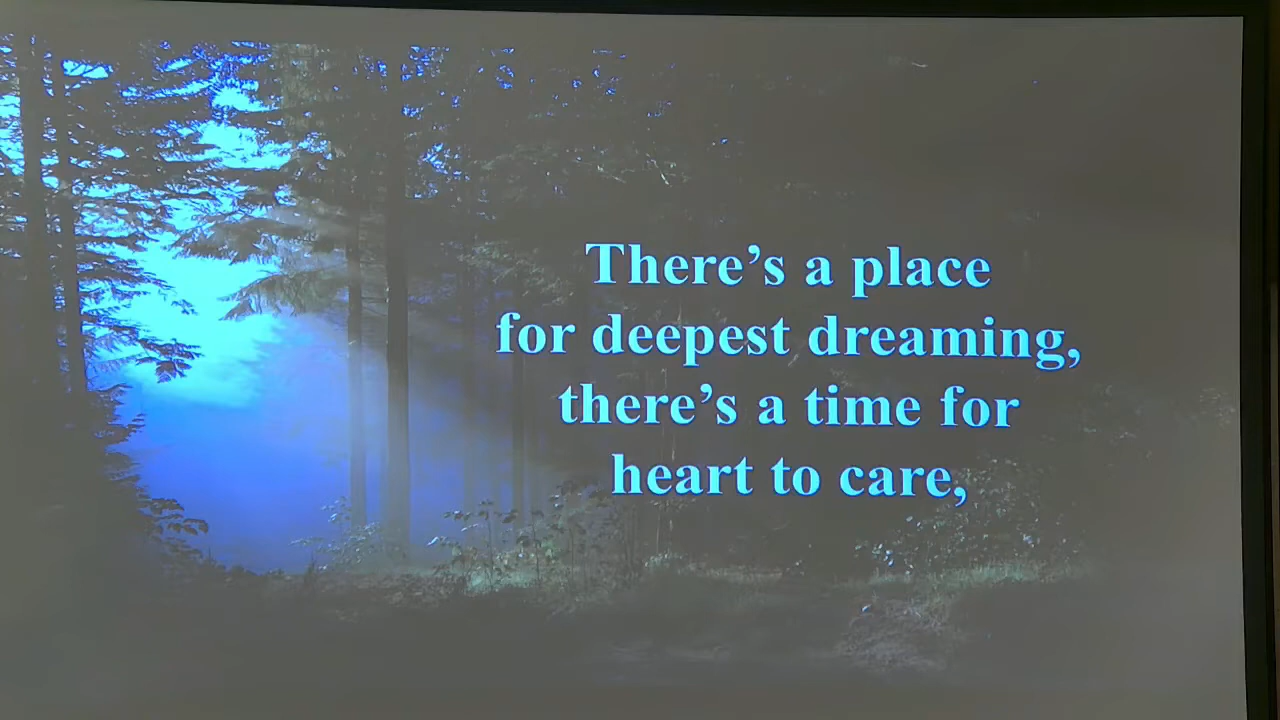 There’s a place
for deepest dreaming,
there’s a time for
heart to care,